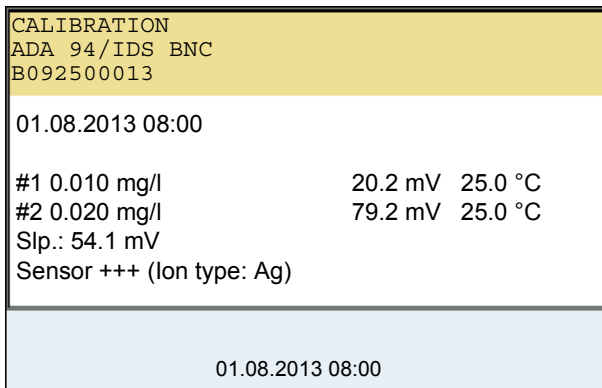 CALIBRATION
ADA 94/IDS BNC
B092500013
01.08.2013 08:00
#1 0.010 mg/l 20.2 mV 25.0 °C
#2 0.020 mg/l 79.2 mV 25.0 °C
Slp.: 54.1 mV
Sensor +++ (Ion type: Ag)
01.08.2013 08:00